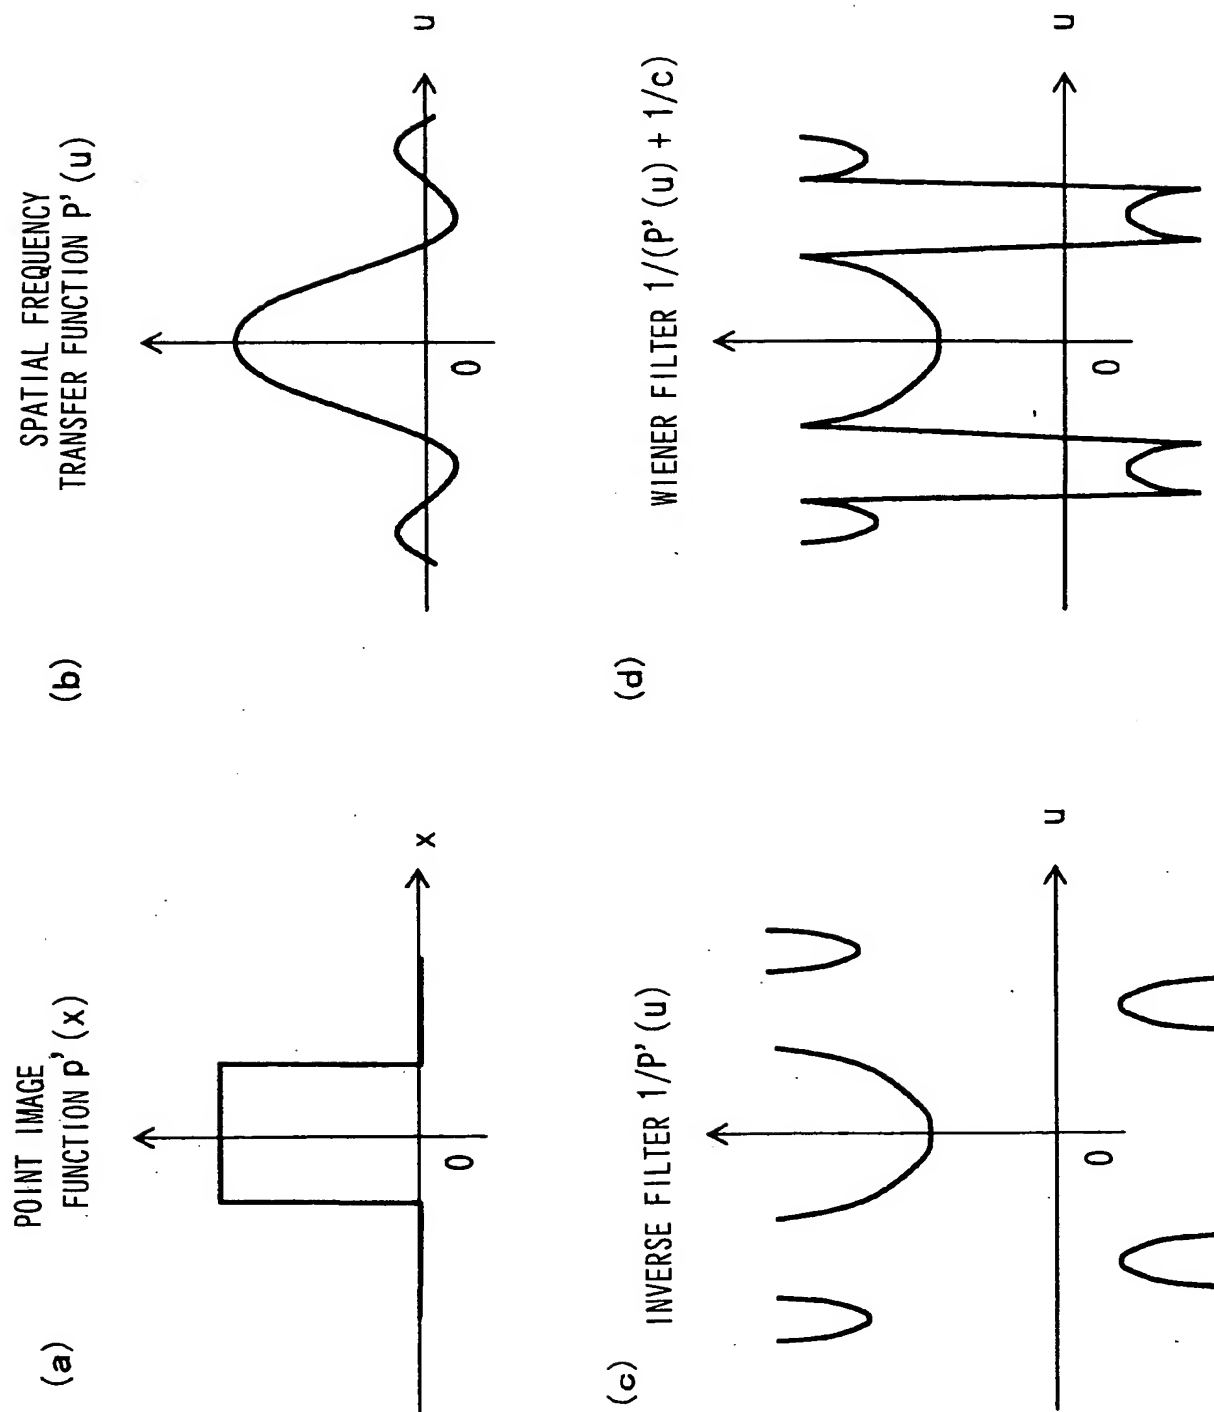 (a)
POINT IMAGE
FUNCTION p' (x)
x
0
(b)
SPATIAL FREQUENCY
TRANSFER FUNCTION P' (u)
u
0
(c)
INVERSE FILTER 1/P' (u)
u
0
(d)
WIENER FILTER 1/(P' (u) + 1/c)
u
0